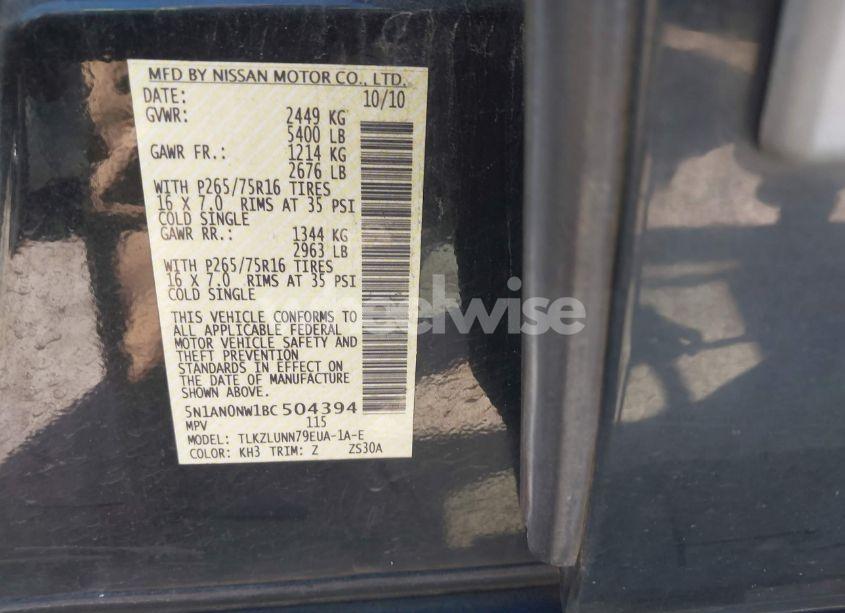 MFD BY NISSAN MOTOR CO., LTD.
DATE: 10/10
GVWR: 2449 KG
5400 LB
GAWR FR.: 1214 KG
2676 LB
WITH P265/75R16 TIRES
16 X 7.0 RIMS AT 35 PSI
COLD SINGLE
GAWR RR.: 1344 KG
2963 LB
WITH P265/75R16 TIRES
16 X 7.0 RIMS AT 35 PSI
COLD SINGLE
THIS VEHICLE CONFORMS TO
ALL APPLICABLE FEDERAL
MOTOR VEHICLE SAFETY AND
THEFT PREVENTION
STANDARDS IN EFFECT ON
THE DATE OF MANUFACTURE
SHOWN ABOVE.
5N1AN0NW1BC504394
MPV 115
MODEL: TLKZLUNN79EUA-1A-E
COLOR: KH3 TRIM: Z ZS30A